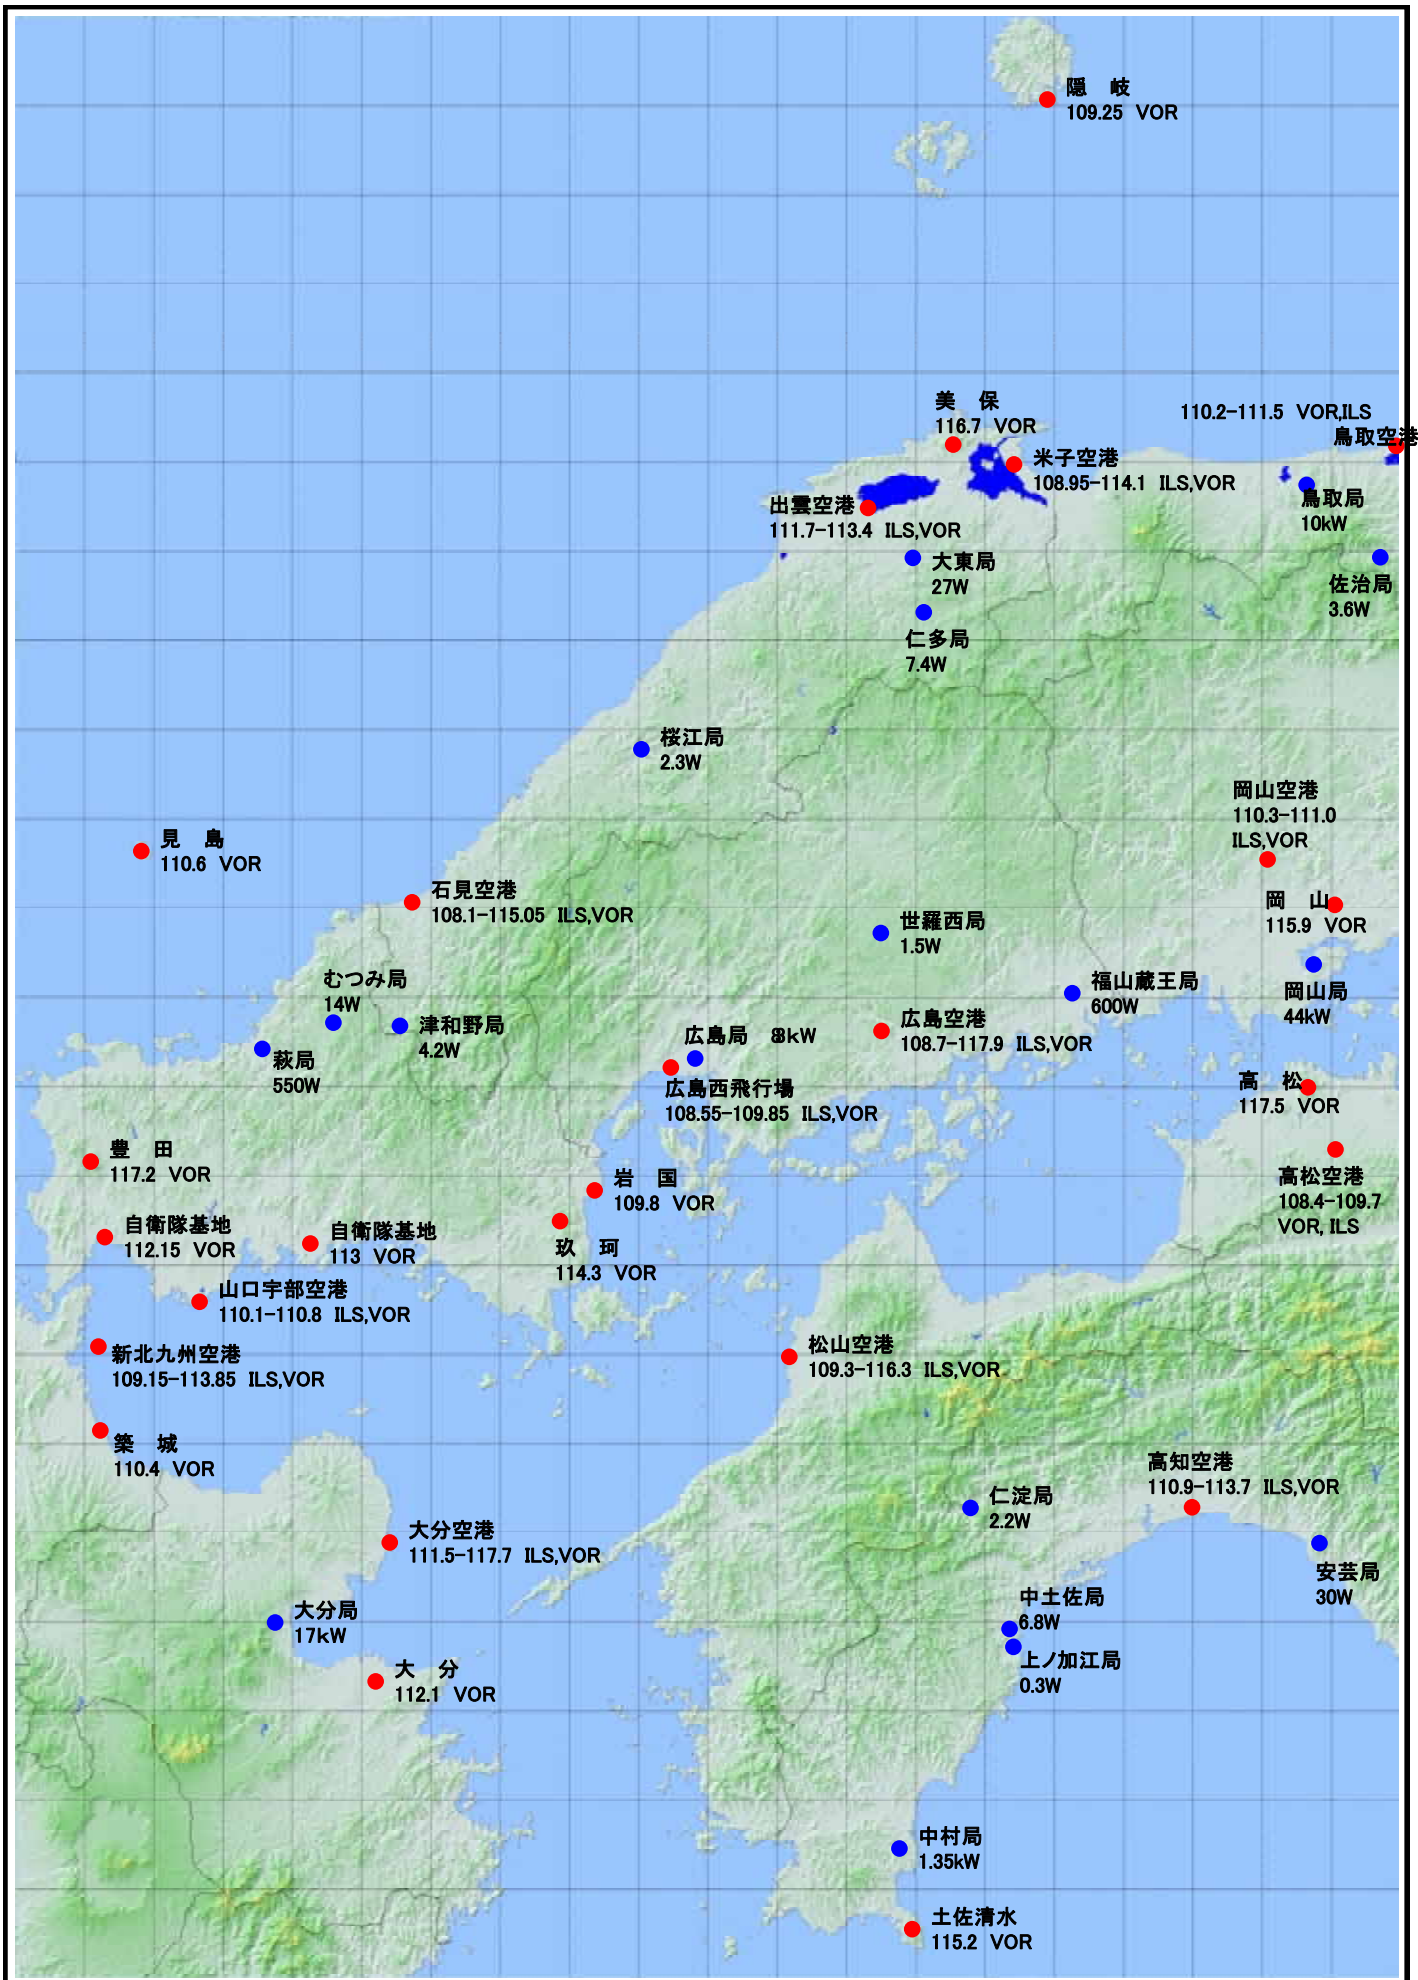 隠　岐
109.25 VOR
美　保
116.7 VOR
110.2-111.5 VOR,ILS
鳥取空港
米子空港
108.95-114.1 ILS,VOR
鳥取局
10kW
出雲空港
111.7-113.4 ILS,VOR
大東局
27W
佐治局
3.6W
仁多局
7.4W
桜江局
2.3W
岡山空港
110.3-111.0
ILS,VOR
見　島
110.6 VOR
石見空港
108.1-115.05 ILS,VOR
岡　山
115.9 VOR
世羅西局
1.5W
むつみ局
14W
福山蔵王局
600W
岡山局
44kW
津和野局
4.2W
広島空港
108.7-117.9 ILS,VOR
広島局　88kW
萩局
550W
広島西飛行場
108.55-109.85 ILS,VOR
高　松
117.5 VOR
豊　田
117.2 VOR
岩　国
109.8 VOR
高松空港
108.4-109.7
VOR, ILS
自衛隊基地
112.15 VOR
自衛隊基地
113 VOR
玖　珂
114.3 VOR
山口宇部空港
110.1-110.8 ILS,VOR
新北九州空港
109.15-113.85 ILS,VOR
松山空港
109.3-116.3 ILS,VOR
築　城
110.4 VOR
高知空港
110.9-113.7 ILS,VOR
仁淀局
2.2W
大分空港
111.5-117.7 ILS,VOR
安芸局
30W
中土佐局
6.8W
大分局
17kW
上ノ加江局
0.3W
大　分
112.1 VOR
中村局
1.35kW
土佐清水
115.2 VOR